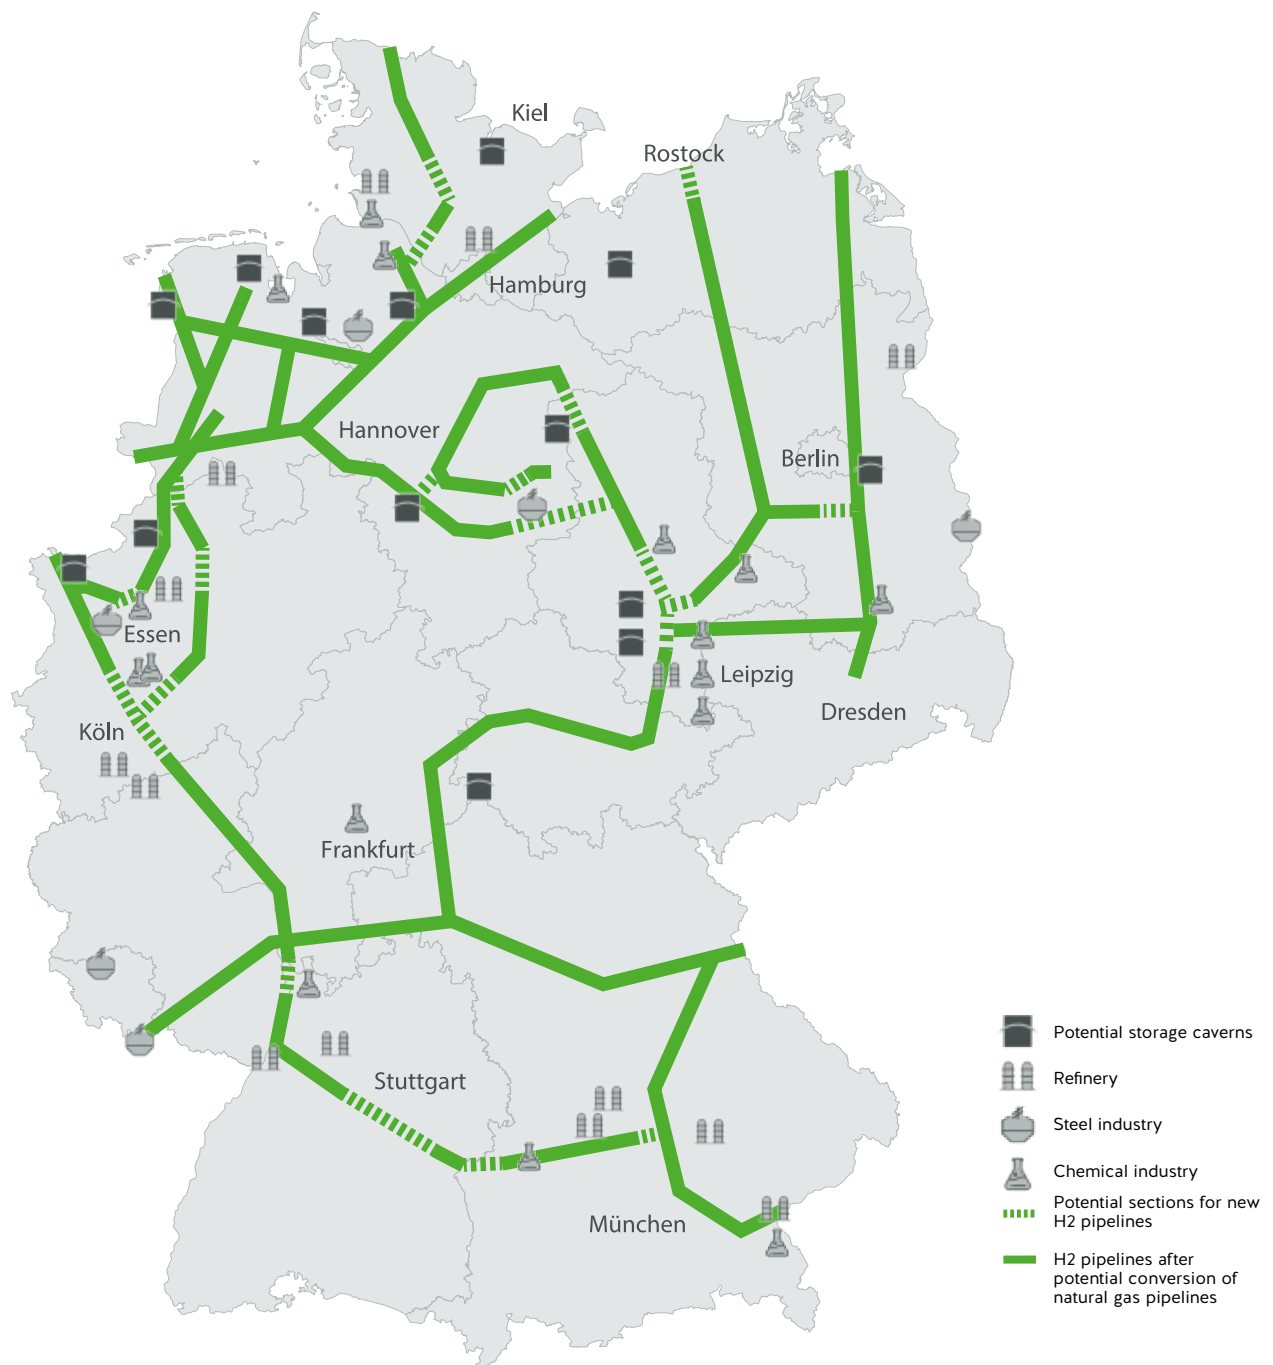 Kiel
Rostock
Hamburg
Hannover
Berlin
Essen
Leipzig
Dresden
Köln
Frankfurt
Stuttgart
München
Potential storage caverns
Refinery
Steel industry
Chemical industry
Potential sections for new
H2 pipelines
H2 pipelines after
potential conversion of
natural gas pipelines